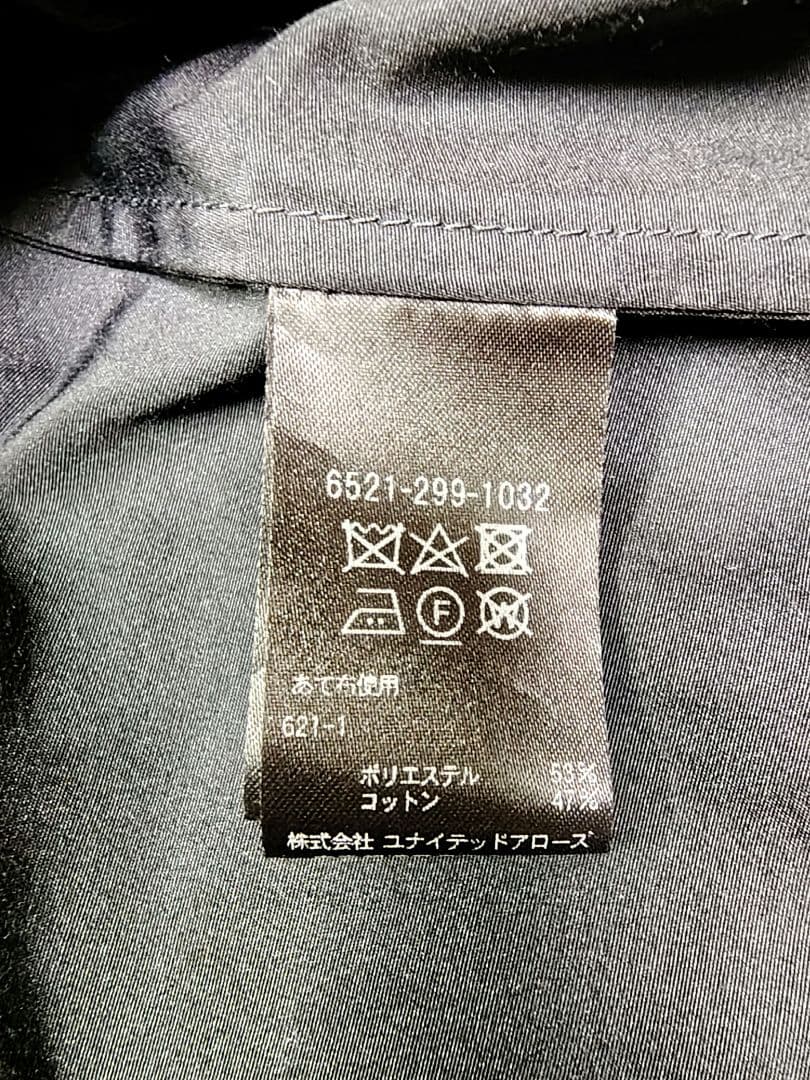 6521-299-1032
F W
あて布使用
621-1
ポリエステル 53%
コットン 47%
株式会社 ユナイテッドアローズ